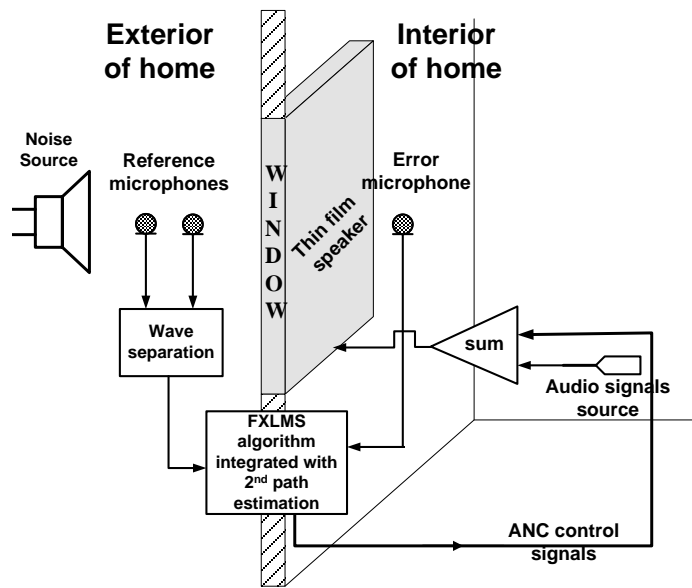 Exterior
of home
Interior
of home
Noise
Source
Reference
microphones
Error
microphone
WINDOW
Thin film
speaker
Wave
separation
sum
Audio signals
source
FXLMS
algorithm
integrated with
2nd path
estimation
ANC control
signals